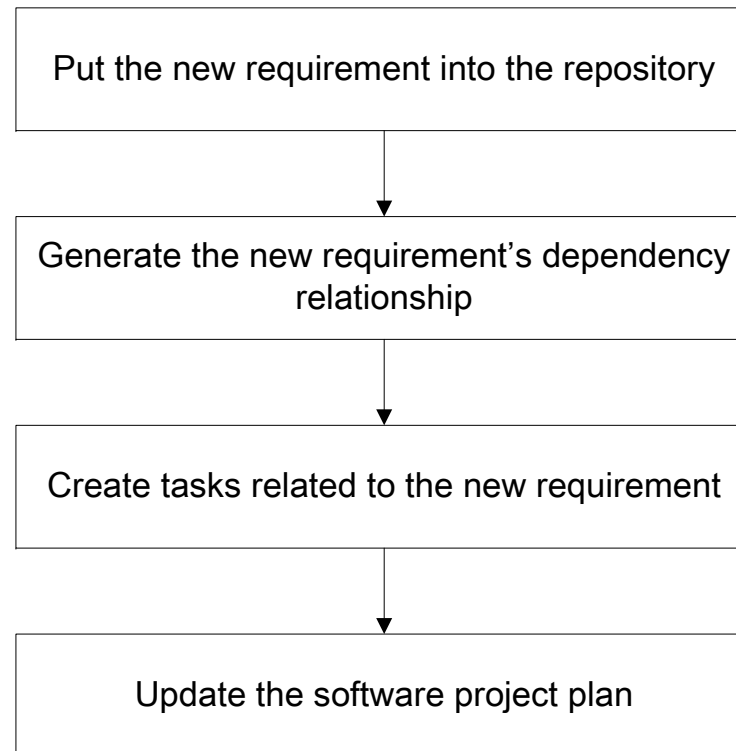 Put the new requirement into the repository
Generate the new requirement’s dependency
relationship
Create tasks related to the new requirement
Update the software project plan